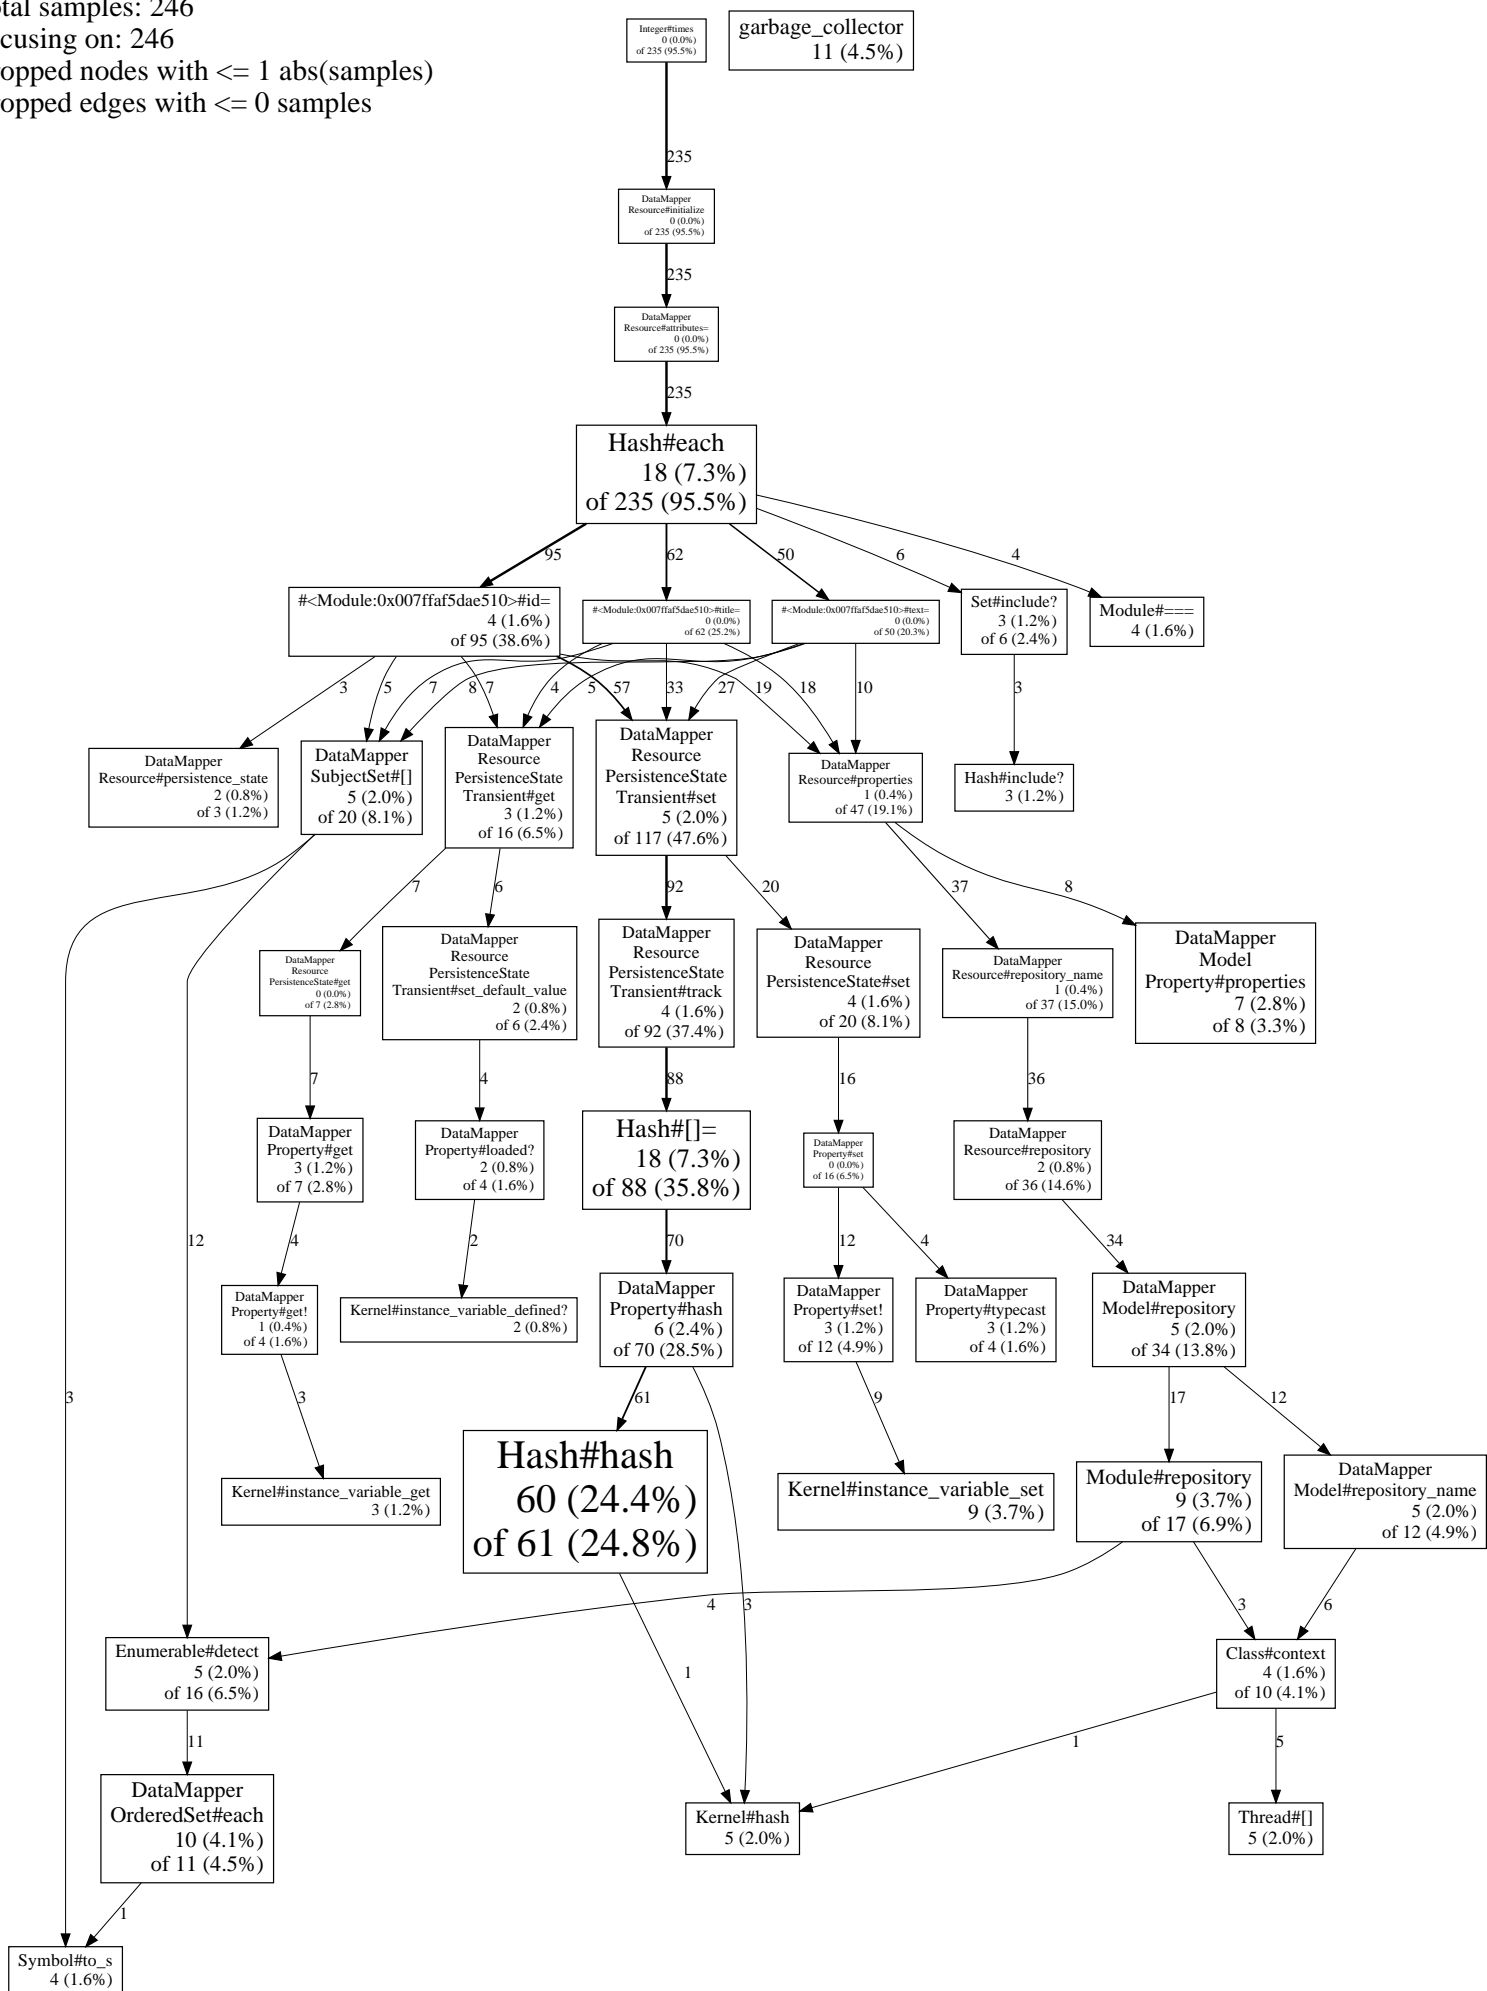 otal samples: 246
cusing on: 246
opped nodes with <= 1 abs(samples)
opped edges with <= 0 samples
Integer#times
0 (0.0%)
of 235 (95.5%)
garbage_collector
11 (4.5%)
235
DataMapper
Resource#initialize
0 (0.0%)
of 235 (95.5%)
235
DataMapper
Resource#attributes=
0 (0.0%)
of 235 (95.5%)
235
Hash#each
18 (7.3%)
of 235 (95.5%)
95
62
50
6
4
#<Module:0x007ffaf5dae510>#id=
4 (1.6%)
of 95 (38.6%)
#<Module:0x007ffaf5dae510>#title=
0 (0.0%)
of 62 (25.2%)
#<Module:0x007ffaf5dae510>#text=
0 (0.0%)
of 50 (20.3%)
Set#include?
3 (1.2%)
of 6 (2.4%)
Module#===
4 (1.6%)
3
5
7
8
7
4
5
57
33
27
19
18
10
3
DataMapper
Resource#persistence_state
2 (0.8%)
of 3 (1.2%)
DataMapper
SubjectSet#[]
5 (2.0%)
of 20 (8.1%)
DataMapper
Resource
PersistenceState
Transient#get
3 (1.2%)
of 16 (6.5%)
DataMapper
Resource
PersistenceState
Transient#set
5 (2.0%)
of 117 (47.6%)
DataMapper
Resource#properties
1 (0.4%)
of 47 (19.1%)
Hash#include?
3 (1.2%)
7
6
92
20
37
8
DataMapper
Resource
PersistenceState#get
0 (0.0%)
of 7 (2.8%)
DataMapper
Resource
PersistenceState
Transient#set_default_value
2 (0.8%)
of 6 (2.4%)
DataMapper
Resource
PersistenceState
Transient#track
4 (1.6%)
of 92 (37.4%)
DataMapper
Resource
PersistenceState#set
4 (1.6%)
of 20 (8.1%)
DataMapper
Resource#repository_name
1 (0.4%)
of 37 (15.0%)
DataMapper
Model
Property#properties
7 (2.8%)
of 8 (3.3%)
7
4
88
16
36
DataMapper
Property#get
3 (1.2%)
of 7 (2.8%)
DataMapper
Property#loaded?
2 (0.8%)
of 4 (1.6%)
Hash#[]=
18 (7.3%)
of 88 (35.8%)
DataMapper
Property#set
0 (0.0%)
of 16 (6.5%)
DataMapper
Resource#repository
2 (0.8%)
of 36 (14.6%)
12
4
2
70
12
4
34
DataMapper
Property#get!
1 (0.4%)
of 4 (1.6%)
Kernel#instance_variable_defined?
2 (0.8%)
DataMapper
Property#hash
6 (2.4%)
of 70 (28.5%)
DataMapper
Property#set!
3 (1.2%)
of 12 (4.9%)
DataMapper
Property#typecast
3 (1.2%)
of 4 (1.6%)
DataMapper
Model#repository
5 (2.0%)
of 34 (13.8%)
3
3
61
9
17
12
Kernel#instance_variable_get
3 (1.2%)
Hash#hash
60 (24.4%)
of 61 (24.8%)
Kernel#instance_variable_set
9 (3.7%)
Module#repository
9 (3.7%)
of 17 (6.9%)
DataMapper
Model#repository_name
5 (2.0%)
of 12 (4.9%)
4
3
3
6
Enumerable#detect
5 (2.0%)
of 16 (6.5%)
1
Class#context
4 (1.6%)
of 10 (4.1%)
11
1
5
DataMapper
OrderedSet#each
10 (4.1%)
of 11 (4.5%)
Kernel#hash
5 (2.0%)
Thread#[]
5 (2.0%)
1
Symbol#to_s
4 (1.6%)